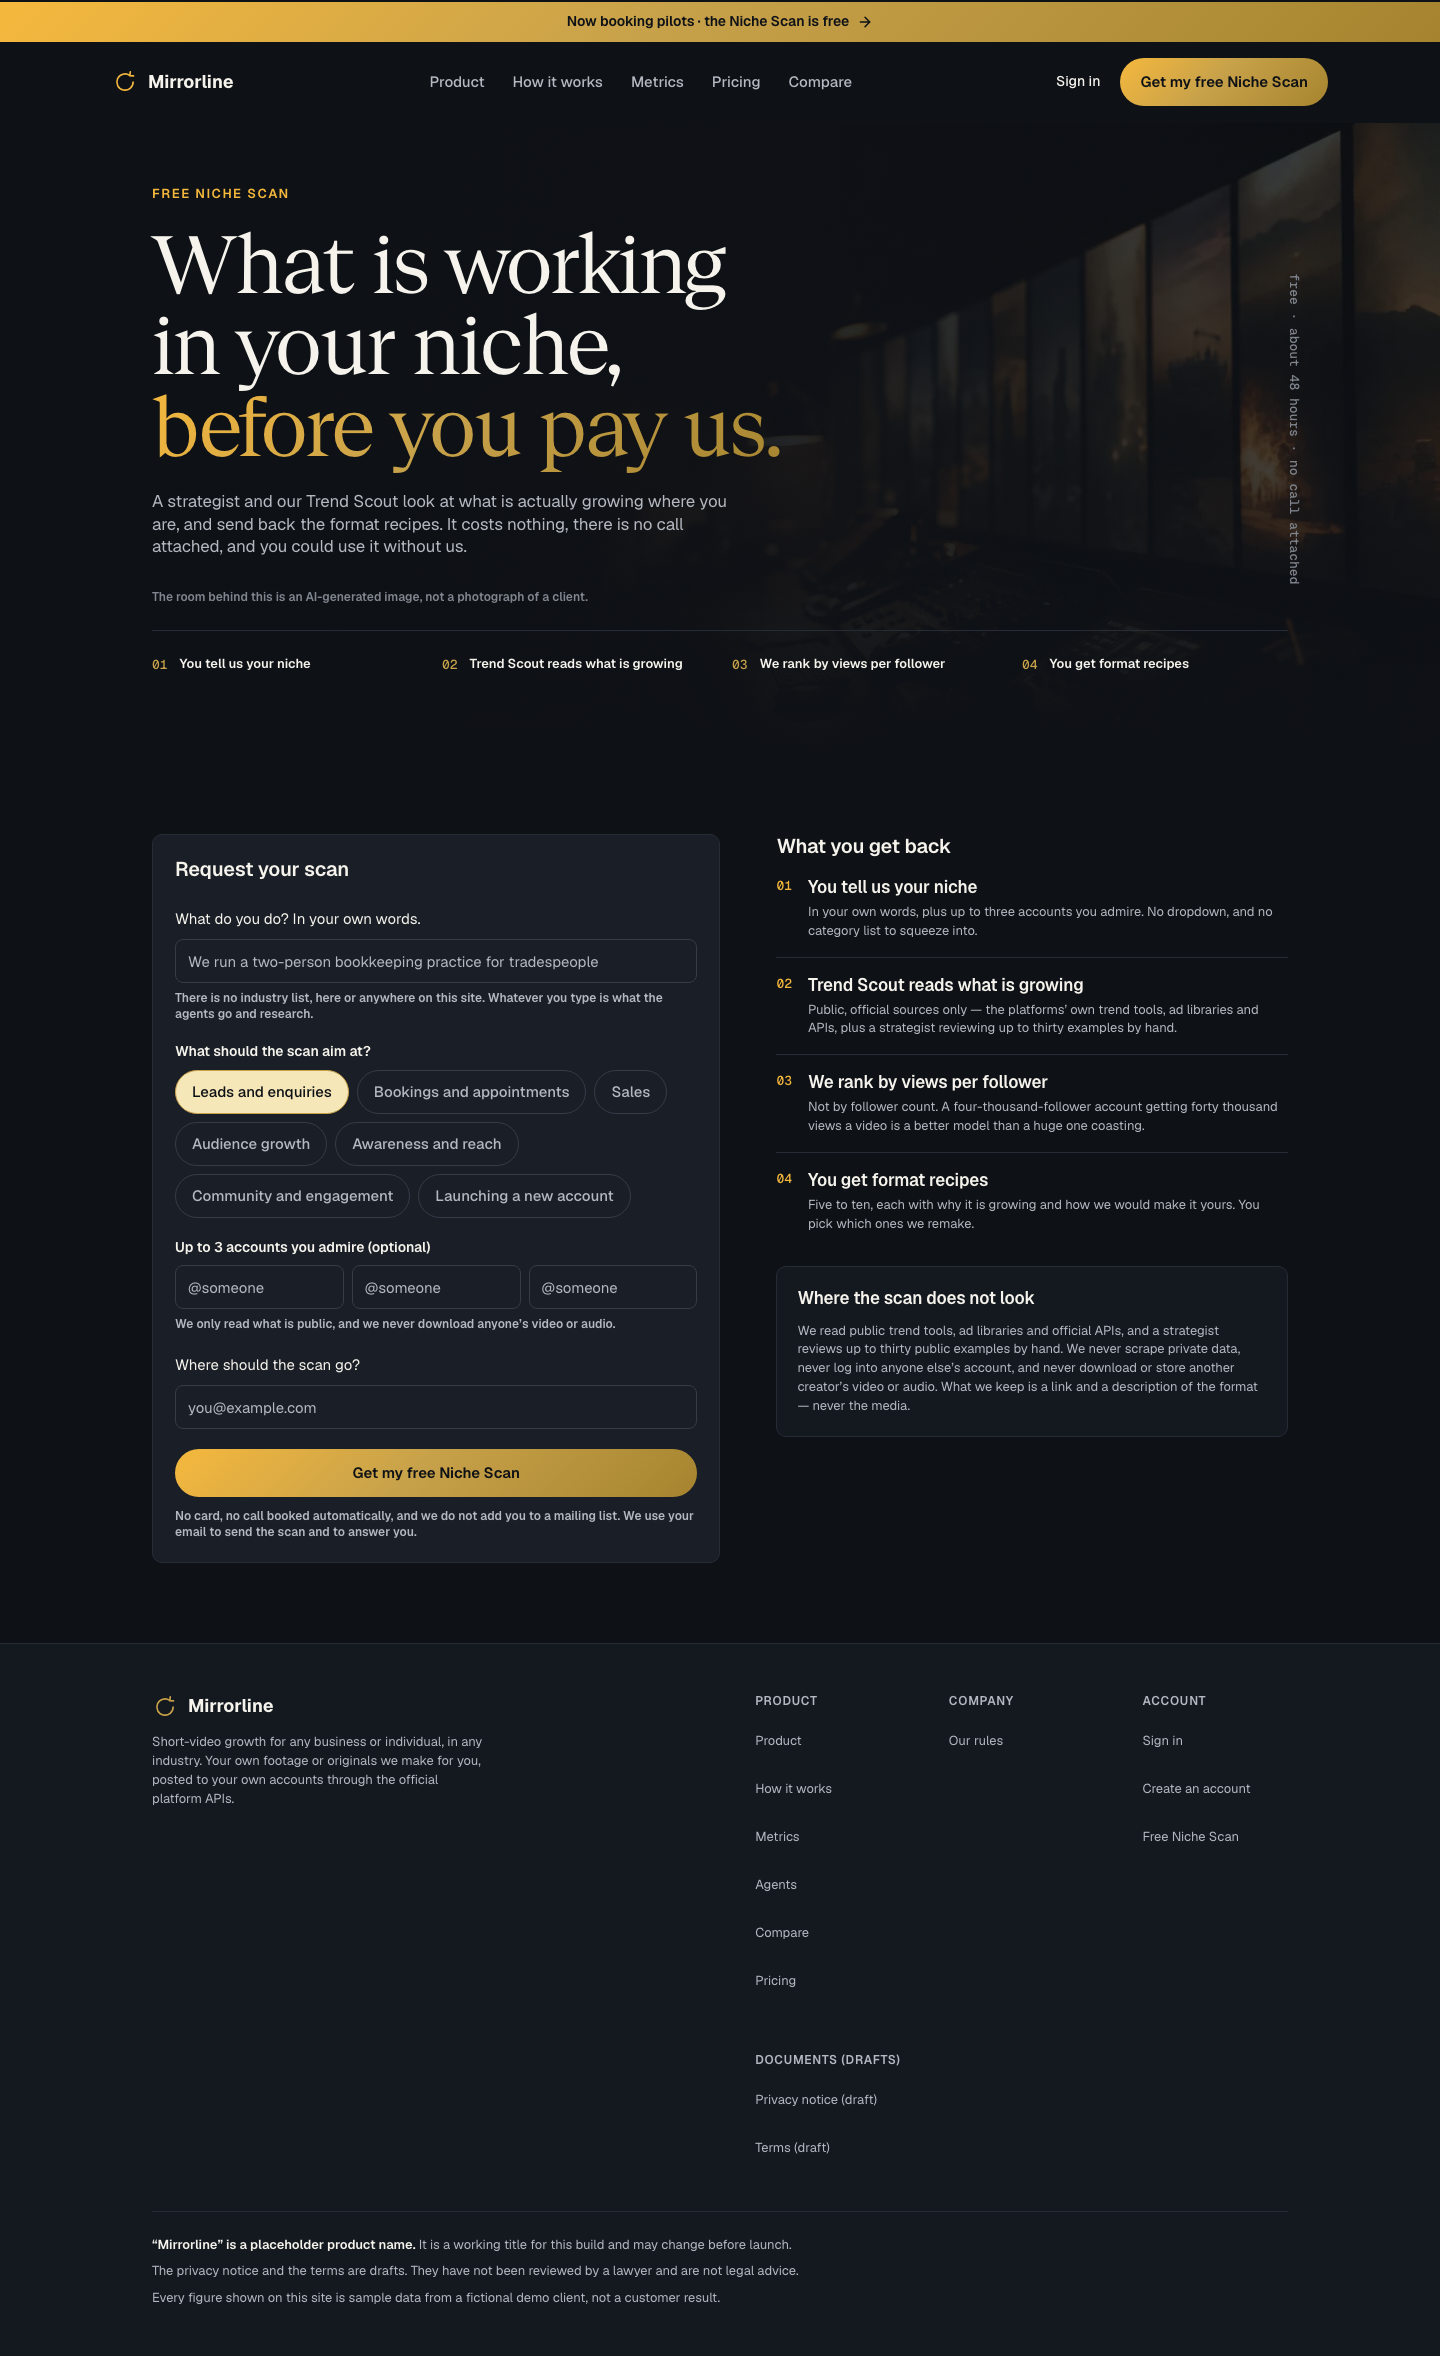 Now booking pilots · the Niche Scan is free →
Mirrorline
Product
How it works
Metrics
Pricing
Compare
Sign in
Get my free Niche Scan
FREE NICHE SCAN
What is working
in your niche,
before you pay us.
free · about 48 hours · no call attached
A strategist and our Trend Scout look at what is actually growing where you
are, and send back the format recipes. It costs nothing, there is no call
attached, and you could use it without us.
The room behind this is an AI-generated image, not a photograph of a client.
01 You tell us your niche
02 Trend Scout reads what is growing
03 We rank by views per follower
04 You get format recipes
Request your scan
What do you do? In your own words.
We run a two-person bookkeeping practice for tradespeople
There is no industry list, here or anywhere on this site. Whatever you type is what the
agents go and research.
What should the scan aim at?
Leads and enquiries
Bookings and appointments
Sales
Audience growth
Awareness and reach
Community and engagement
Launching a new account
Up to 3 accounts you admire (optional)
@someone
@someone
@someone
We only read what is public, and we never download anyone’s video or audio.
Where should the scan go?
you@example.com
Get my free Niche Scan
No card, no call booked automatically, and we do not add you to a mailing list. We use your
email to send the scan and to answer you.
What you get back
01 You tell us your niche
In your own words, plus up to three accounts you admire. No dropdown, and no
category list to squeeze into.
02 Trend Scout reads what is growing
Public, official sources only — the platforms’ own trend tools, ad libraries and
APIs, plus a strategist reviewing up to thirty examples by hand.
03 We rank by views per follower
Not by follower count. A four-thousand-follower account getting forty thousand
views a video is a better model than a huge one coasting.
04 You get format recipes
Five to ten, each with why it is growing and how we would make it yours. You
pick which ones we remake.
Where the scan does not look
We read public trend tools, ad libraries and official APIs, and a strategist
reviews up to thirty public examples by hand. We never scrape private data,
never log into anyone else’s account, and never download or store another
creator’s video or audio. What we keep is a link and a description of the format
— never the media.
Mirrorline
Short-video growth for any business or individual, in any
industry. Your own footage or originals we make for you,
posted to your own accounts through the official
platform APIs.
PRODUCT
Product
How it works
Metrics
Agents
Compare
Pricing
COMPANY
Our rules
ACCOUNT
Sign in
Create an account
Free Niche Scan
DOCUMENTS (DRAFTS)
Privacy notice (draft)
Terms (draft)
“Mirrorline” is a placeholder product name. It is a working title for this build and may change before launch.
The privacy notice and the terms are drafts. They have not been reviewed by a lawyer and are not legal advice.
Every figure shown on this site is sample data from a fictional demo client, not a customer result.